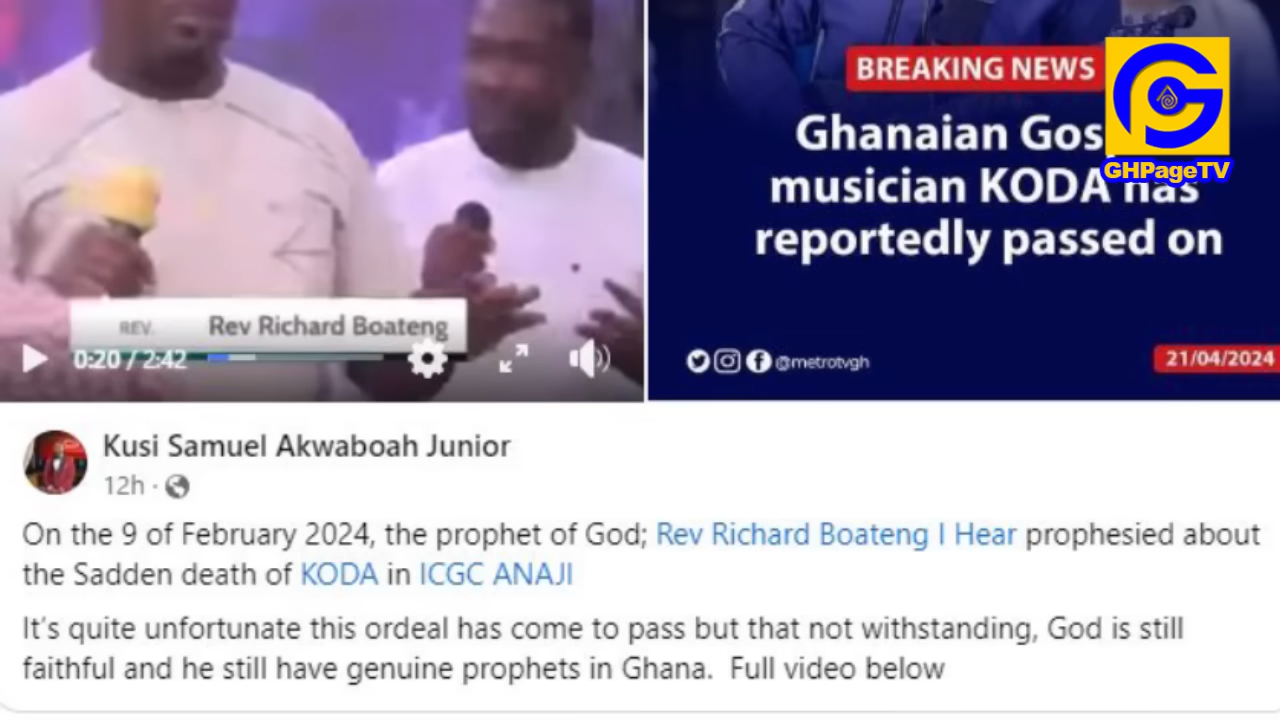 REV. Rev Richard Boateng
0:20 / 2:42
BREAKING NEWS
GHPageTV
Ghanaian Gos
musician KODA has
reportedly passed on
@metrotvgh
21/04/2024
Kusi Samuel Akwaboah Junior
12h ·
On the 9 of February 2024, the prophet of God; Rev Richard Boateng I Hear prophesied about
the Sadden death of KODA in ICGC ANAJI
It's quite unfortunate this ordeal has come to pass but that not withstanding, God is still
faithful and he still have genuine prophets in Ghana. Full video below